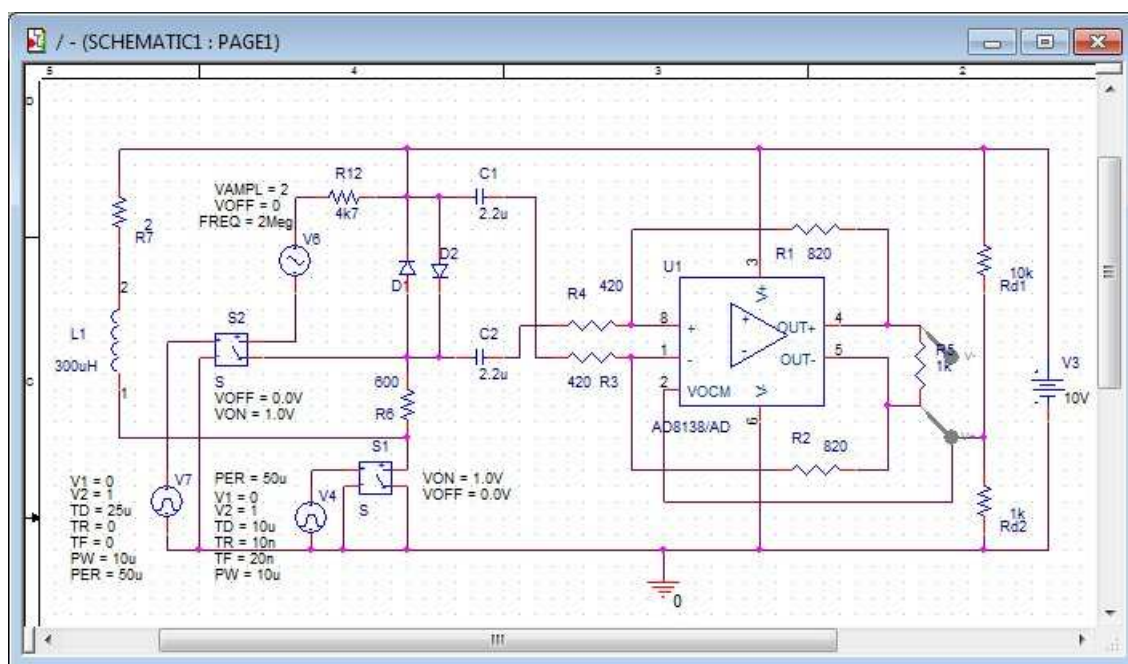 / - (SCHEMATIC1 : PAGE1)
5
4
3
2
D
C
R12
4k7
C1
2.2u
VAMPL = 2
VOFF = 0
FREQ = 2Meg
V6
2
R7
D2
D1
R1 820
10k
Rd1
U1
3
V+
R4 420
2
L1
300uH
1
S2
S
VOFF = 0.0V
VON = 1.0V
C2
2.2u
8
+
1
-
2
VOCM
+
-
OUT+
OUT-
4
5
V-
6
AD8138/AD
420 R3
R5
1k
V-
V+
V3
10V
600
R6
R2 820
S1
S
VON = 1.0V
VOFF = 0.0V
V7
V1 = 0
V2 = 1
TD = 25u
TR = 0
TF = 0
PW = 10u
PER = 50u
PER = 50u
V1 = 0
V2 = 1
TD = 10u
TR = 10n
TF = 20n
PW = 10u
V4
1k
Rd2
0